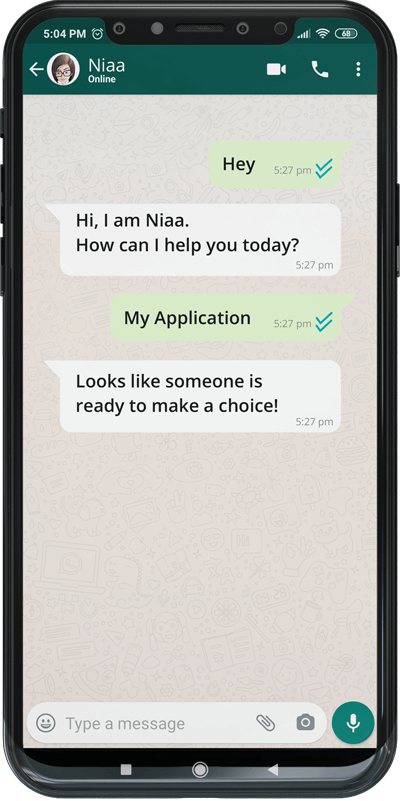 5:04 PM 68
Niaa
Online
Hey 5:27 pm
Hi, I am Niaa.
How can I help you today?
5:27 pm
My Application 5:27 pm
Looks like someone is
ready to make a choice!
5:27 pm
Type a message